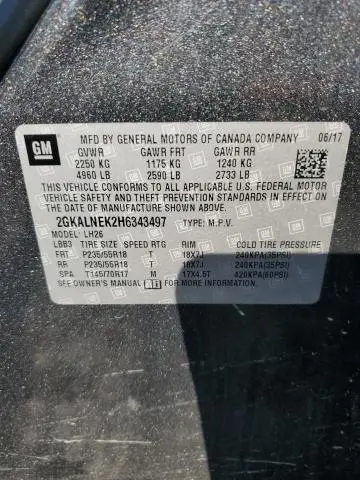 GM
MFD BY GENERAL MOTORS OF CANADA COMPANY 06/17
GVWR GAWR FRT GAWR RR
2250 KG 1175 KG 1240 KG
4960 LB 2590 LB 2733 LB
THIS VEHICLE CONFORMS TO ALL APPLICABLE U.S. FEDERAL MOTOR
VEHICLE SAFETY AND THEFT PREVENTION STANDARDS IN EFFECT ON THE
DATE OF MANUFACTURE SHOWN ABOVE.
2GKALNEK2H6343497 TYPE: M.P.V.
MODEL: LH26
LBB3 TIRE SIZE SPEED RTG RIM COLD TIRE PRESSURE
FRT P235/55R18 T 18X7J 240KPA(35PSI)
RR P235/55R18 T 18X7J 240KPA(35PSI)
SPA T145/70R17 M 17X4.5T 420KPA(60PSI)
SEE OWNER'S MANUAL FOR MORE INFORMATION.